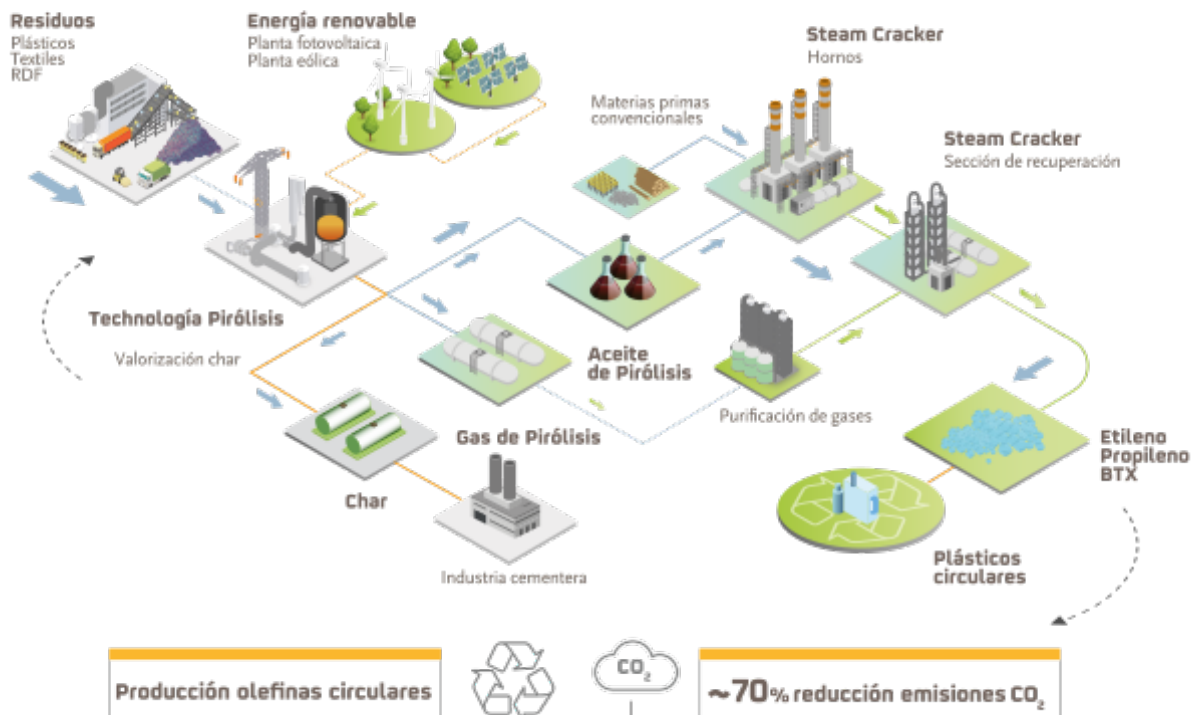 Residuos
Plásticos
Textiles
RDF
Energía renovable
Planta fotovoltaica
Planta eólica
Steam Cracker
Hornos
Materias primas
convencionales
Steam Cracker
Sección de recuperación
Technología Pirólisis
Valorización char
Aceite
de Pirólisis
Purificación de gases
Gas de Pirólisis
Char
Industria cementera
Etileno
Propileno
BTX
Plásticos
circulares
Producción olefinas circulares
CO₂
~70% reducción emisiones CO₂